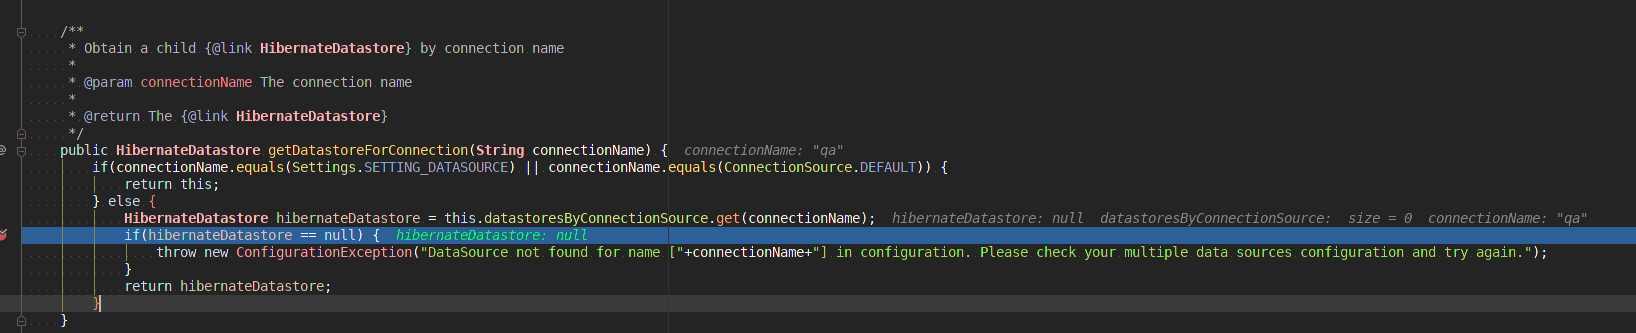 /**
* Obtain a child {@link HibernateDatastore} by connection name
*
* @param connectionName The connection name
*
* @return The {@link HibernateDatastore}
*/
public HibernateDatastore getDatastoreForConnection(String connectionName) {  connectionName: "qa"
if(connectionName.equals(Settings.SETTING_DATASOURCE) || connectionName.equals(ConnectionSource.DEFAULT)) {
return this;
} else {
HibernateDatastore hibernateDatastore = this.datastoresByConnectionSource.get(connectionName);  hibernateDatastore: null  datastoresByConnectionSource:  size = 0  connectionName: "qa"
if(hibernateDatastore == null) {  hibernateDatastore: null
throw new ConfigurationException("DataSource not found for name ["+connectionName+"] in configuration. Please check your multiple data sources configuration and try again.");
}
return hibernateDatastore;
}
}